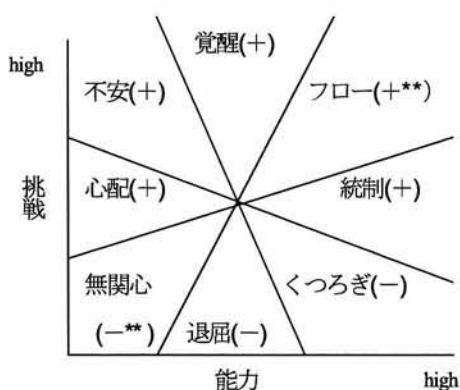 覚醒(+)
high
不安(+)
フロー(+**)
挑戦
心配(+)
統制(+)
無関心
(-**)
くつろぎ(-)
退屈(-)
能力
high